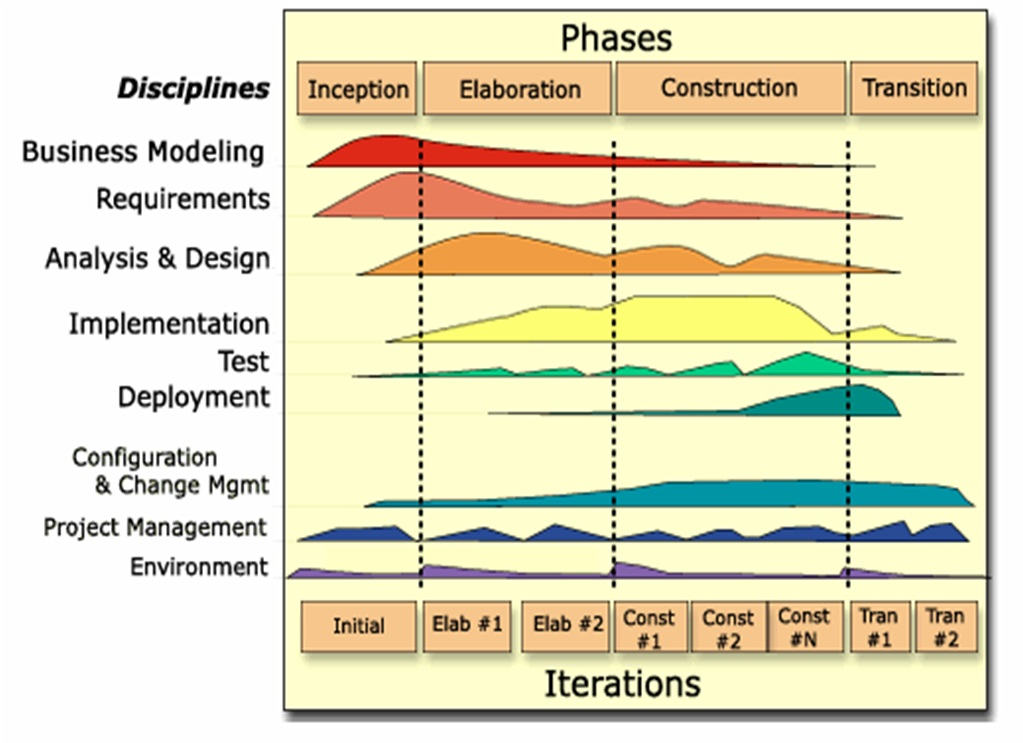 Phases
Disciplines
Inception
Elaboration
Construction
Transition
Business Modeling
Requirements
Analysis & Design
Implementation
Test
Deployment
Configuration
& Change Mgmt
Project Management
Environment
Initial
Elab #1
Elab #2
Const
#1
Const
#2
Const
#N
Tran
#1
Tran
#2
Iterations